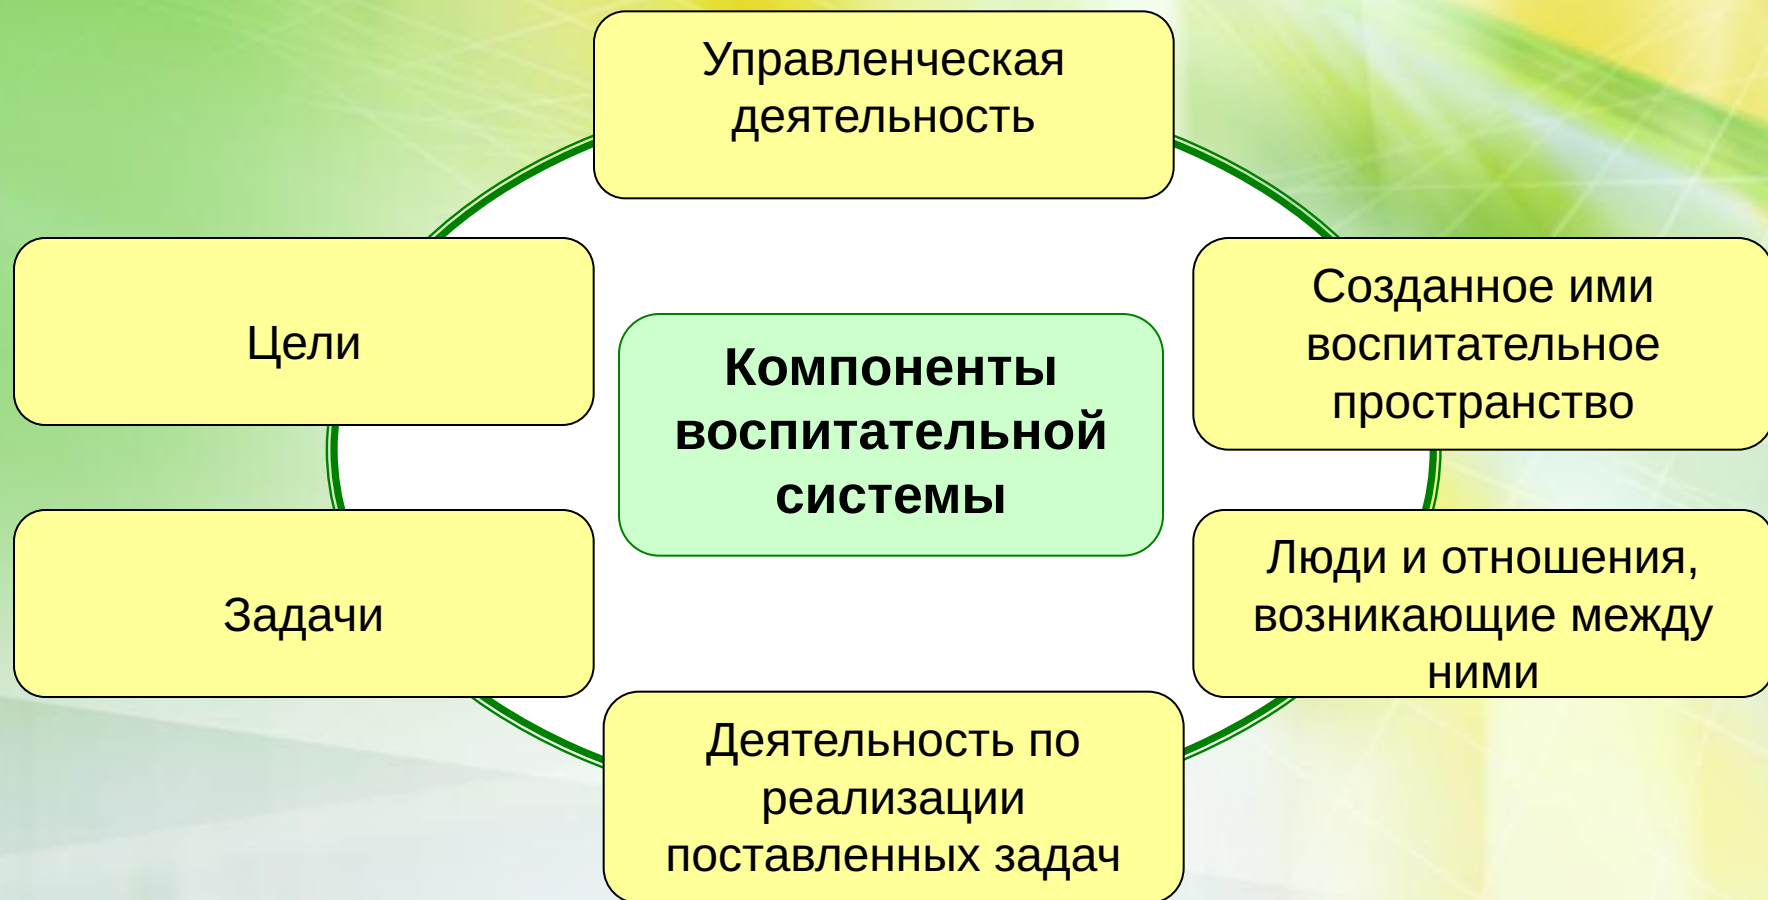 Управленческая
деятельность
Цели
Созданное ими
воспитательное
пространство
Компоненты
воспитательной
системы
Задачи
Люди и отношения,
возникающие между
ними
Деятельность по
реализации
поставленных задач